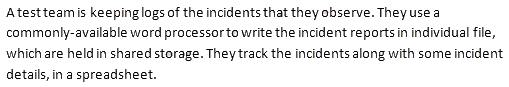 A test team is keeping logs of the incidents that they observe. They use a
commonly-available word processor to write the incident reports in individual file,
which are held in shared storage. They track the incidents along with some incident
details, in a spreadsheet.